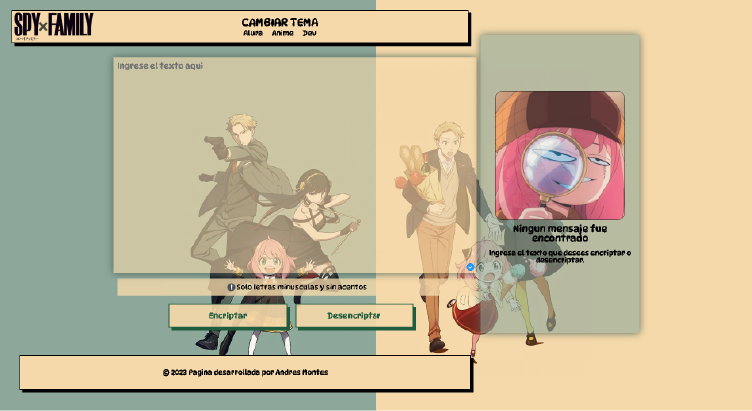 SPY×FAMILY
CAMBIAR TEMA
Alura Anime Dev
Ingrese el texto aqui
Solo letras minusculas y sin acentos
Encriptar Desencriptar
Ningun mensaje fue
encontrado
Ingresa el texto que desees encriptar o
desencriptar.
© 2023 Pagina desarrollada por Andres Montes